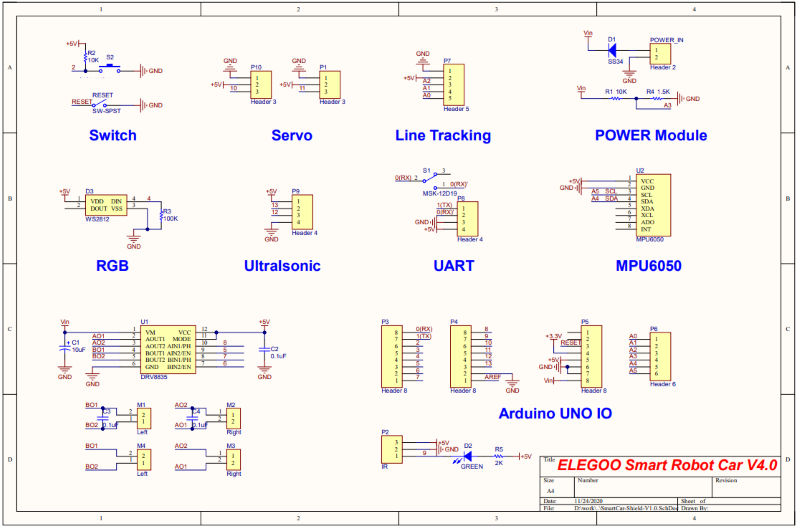 1 2 3 4
A
+5V
R2
10K
S2
2
GND
RESET
RESET
SW-SPST
GND
Switch
GND
P10
+5V
10
1
2
3
Header 3
GND
P1
+5V
11
1
2
3
Header 3
Servo
GND
P7
+5V
A2
A1
A0
1
2
3
4
5
Header 5
Line Tracking
Vin
D1
SS34
POWER_IN
1
2
Header 2
GND
Vin
R1 10K
R4 1.5K
GND
A3
POWER Module
A
B
+5V
D3
1 VDD DIN 4 4
2 DOUT VSS 3
WS2812
R3
100K
GND
RGB
+5V
P9
13
12
1
2
3
4
Header 4
GND
Ultralsonic
S1
0(RX) 2
3
1 0(RX)'
MSK-12D19
P8
1(TX)
0(RX)'
GND
+5V
1
2
3
4
Header 4
UART
U2
+5V
GND
A5 SCL
A4 SDA
1 VCC
2 GND
3 SCL
4 SDA
5 XDA
6 XCL
7 ADO
8 INT
MPU6050
MPU6050
B
C
Vin
C1
10uF
GND
U1
AO1
AO2
BO1
BO2
GND
1 VM VCC 12
2 AOUT1 MODE 11
3 AOUT2 AIN1/PH 10 8
4 BOUT1 AIN2/EN 9 5
5 BOUT2 BIN1/PH 8 7
6 GND BIN2/EN 7 6
DRV8835
+5V
C2
0.1uF
GND
P3
8 0(RX)
7 1(TX)
6 2
5 3
4 4
3 5
2 6
1 7
Header 8
P4
8 8
7 9
6 10
5 11
4 12
3 13
2
1 AREF
Header 8
GND
P5
+3.3V
RESET
+5V
GND
Vin
1
2
3
4
5
6
7
8
Header 8
P6
A0 1
A1 2
A2 3
A3 4
A4 5
A5 6
Header 6
Arduino UNO IO
C
D
BO1
C3
0.1uF
BO2
M1
2
1
Left
AO2
C4
0.1uF
AO1
M2
1
2
Right
BO1
BO2
M4
2
1
Left
AO2
AO1
M3
1
2
Right
P2
3
2
1
IR
+5V
GND
9
D2
GREEN
R5
2K
+5V
D
Title
ELEGOO Smart Robot Car V4.0
Size Number Revision
A4
Date: 11/24/2020 Sheet of
File: D:\work\..\SmartCar-Shield-V1.0.SchDoc Drawn By:
1 2 3 4